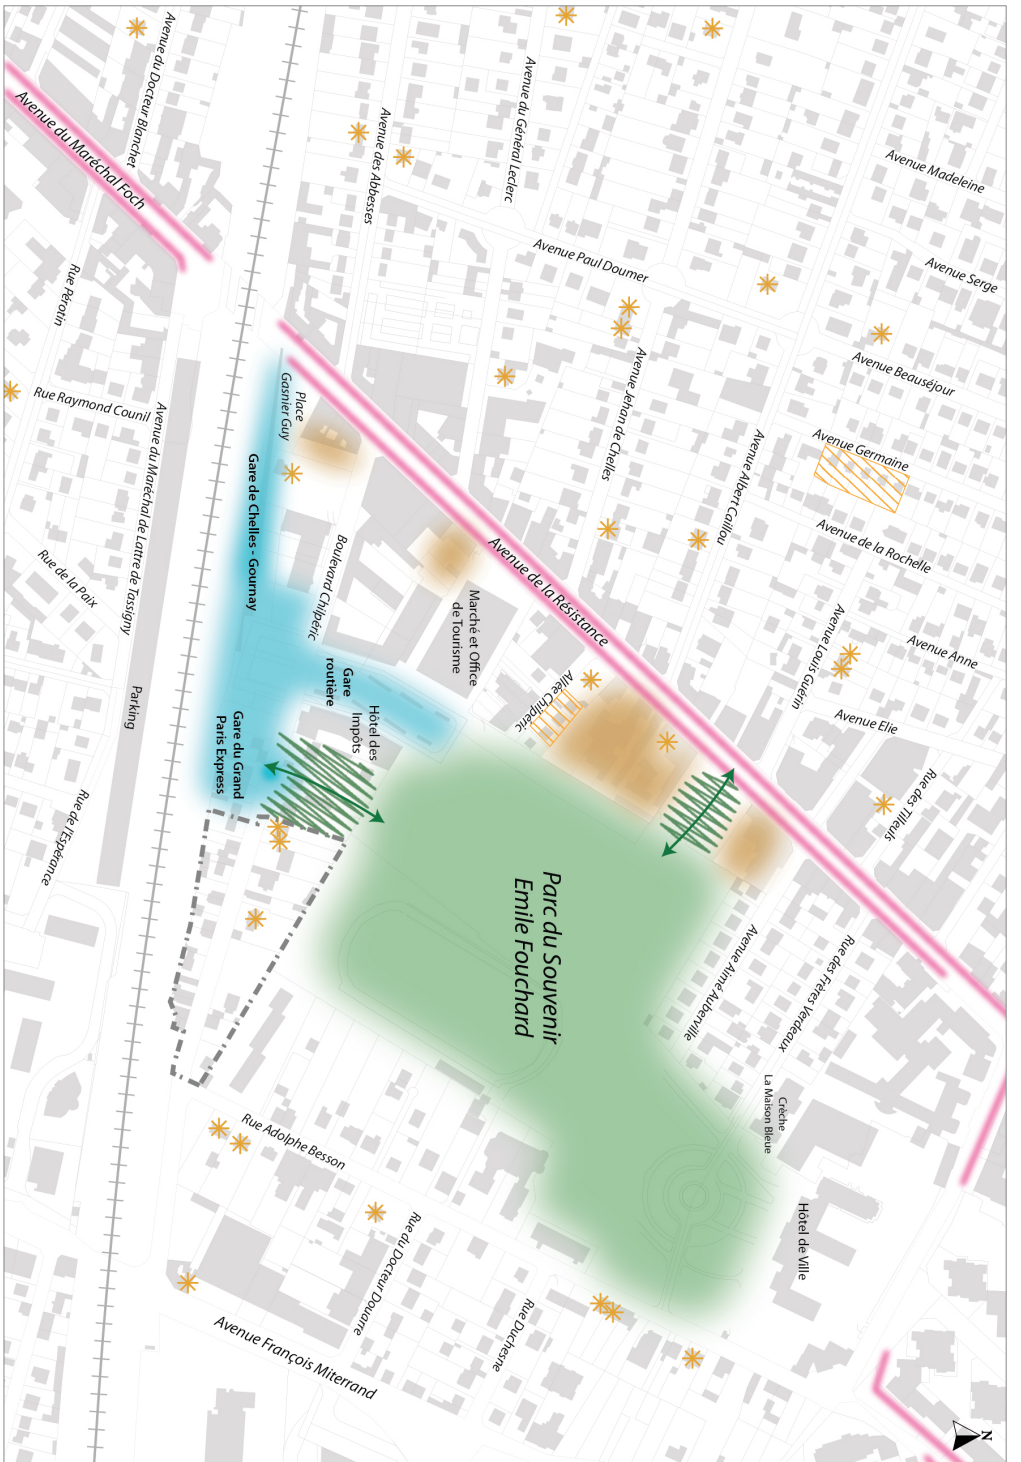 Avenue du Docteur Blanchet
Avenue du Maréchal Foch
Rue Pérotin
Rue Raymond Counil
Avenue du Maréchal de Lattre de Tassigny
Rue de la Paix
Parking
Rue de l'Espérance
Avenue des Abbesses
Avenue du Général Leclerc
Avenue Paul Doumer
Avenue Madeleine
Avenue Serge
Avenue Beauséjour
Avenue Germaine
Avenue Jehan de Chelles
Avenue Albert Caillou
Avenue de la Rochelle
Avenue Anne
Avenue Louis Guérin
Avenue Elie
Rue des Tilleuls
Place
Gasnier Guy
Gare de Chelles - Gournay
Boulevard Chilpéric
Avenue de la Résistance
Marché et Office
de Tourisme
Allée Chilpéric
Gare
routière
Hôtel des
Impôts
Gare du Grand
Paris Express
Parc du Souvenir
Emile Fouchard
Avenue Aimé Auberville
Rue des Frères Verdeaux
Crèche
La Maison Bleue
Hôtel de Ville
Rue Adolphe Besson
Rue du Docteur Douarre
Rue Duchesne
Avenue François Miterrand
N